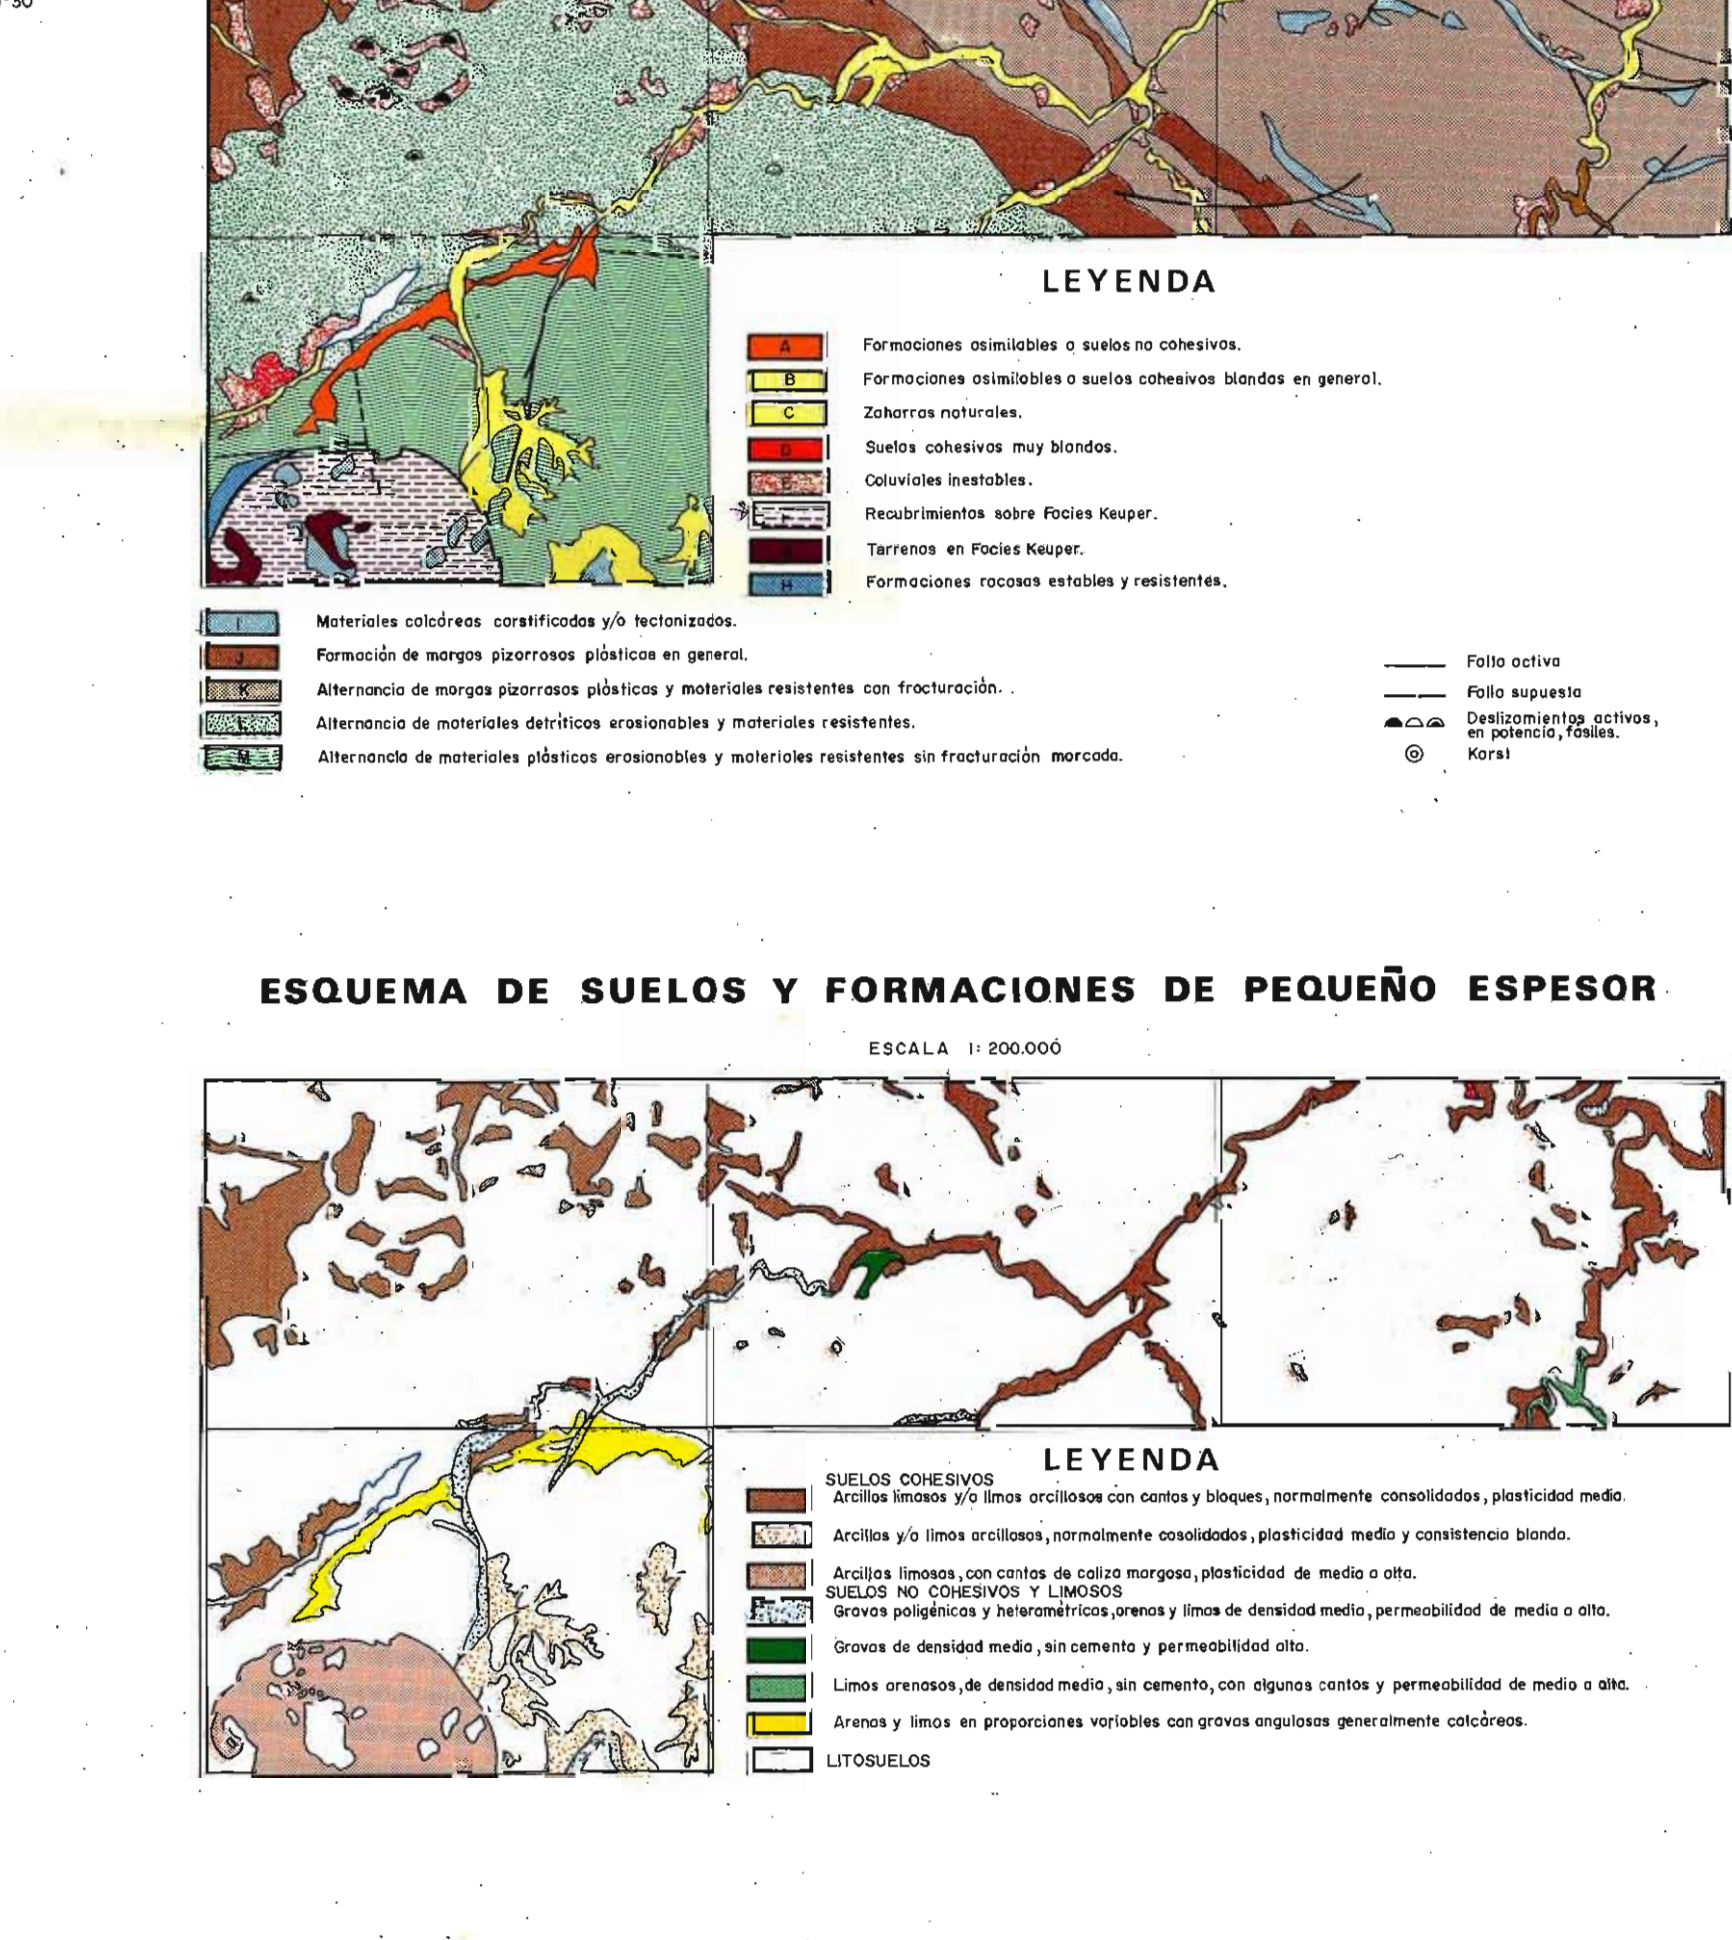 -30
LEYENDA
A Formaciones asimilables a suelos no cohesivos.
B Formaciones asimilables a suelos cohesivos blandos en general.
C Zahorras naturales.
D Suelos cohesivos muy blandos.
E Coluviales inestables.
F Recubrimientos sobre Facies Keuper.
Terrenos en Facies Keuper.
H Formaciones rocosas estables y resistentes.
I Materiales calcáreos carstificados y/o tectonizados.
J Formación de margas pizarrosas plásticas en general.
K Alternancia de margas pizarrosas plásticas y materiales resistentes con fracturación.
L Alternancia de materiales detríticos erosionables y materiales resistentes.
M Alternancia de materiales plásticos erosionables y materiales resistentes sin fracturación marcada.
Falla activa
Falla supuesta
Deslizamientos activos,
en potencia, fósiles.
Karst
ESQUEMA DE SUELOS Y FORMACIONES DE PEQUEÑO ESPESOR
ESCALA 1: 200.000
LEYENDA
SUELOS COHESIVOS
Arcillas limosas y/o limos arcillosos con cantos y bloques, normalmente consolidados, plasticidad media.
Arcillas y/o limos arcillosos, normalmente cosolidados, plasticidad media y consistencia blanda.
Arcillas limosas, con cantos de caliza margosa, plasticidad de media a alta.
SUELOS NO COHESIVOS Y LIMOSOS
Gravas poligénicas y heterométricas, arenas y limos de densidad media, permeabilidad de media a alta.
Gravas de densidad media, sin cemento y permeabilidad alta.
Limos arenosos, de densidad media, sin cemento, con algunos cantos y permeabilidad de medio a alta.
Arenas y limos en proporciones variables con gravas angulosas generalmente calcáreas.
LITOSUELOS